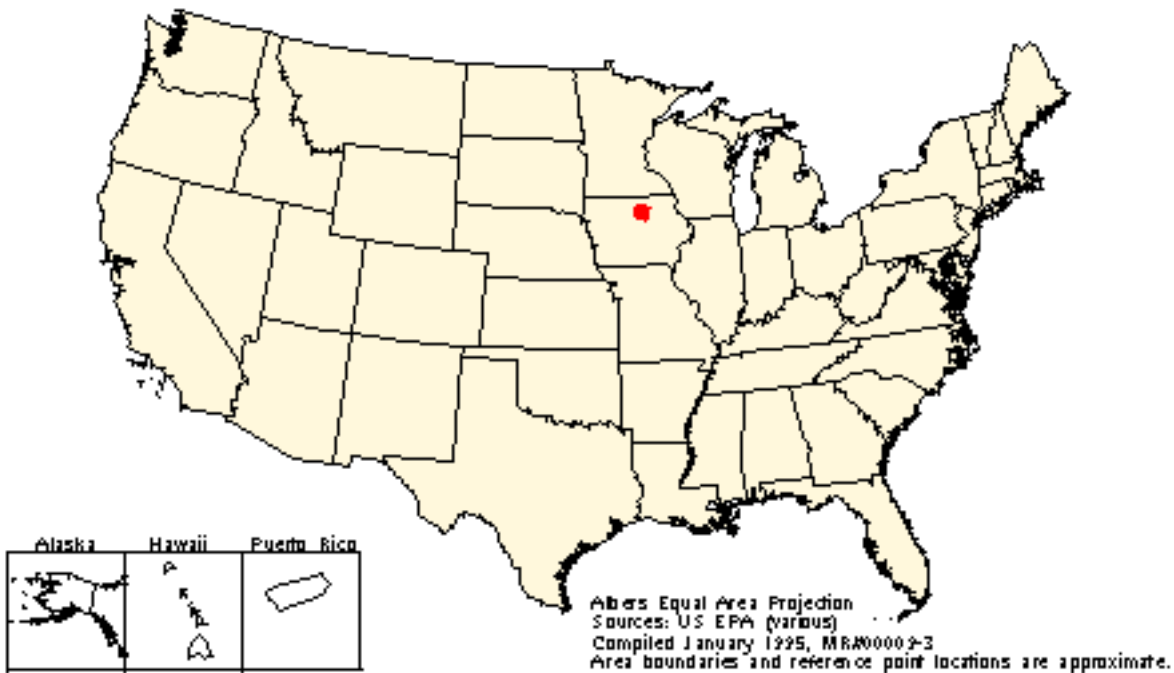 Alaska
Hawaii
Puerto Rico
Albers Equal Area Projection
Sources: US EPA (various)
Compiled January 1995, MR#00009-3
Area boundaries and reference point locations are approximate.